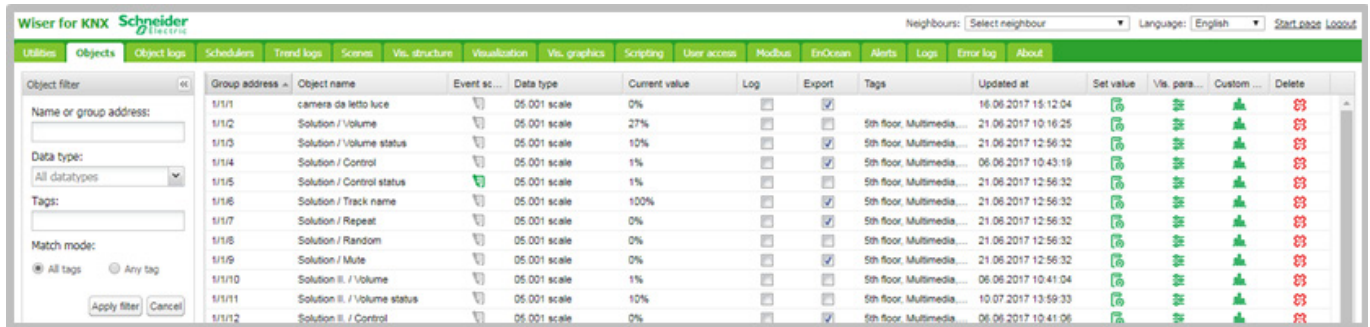 Wiser for KNX Schneider Electric Neighbours: Select neighbour Language: English Start page Logout
Utilities Objects Object logs Schedulers Trend logs Scenes Vis. structure Visualization Vis. graphics Scripting User access Modbus EnOcean Alerts Logs Error log About
Object filter
Name or group address:
Data type:
All datatypes
Tags:
Match mode:
All tags Any tag
Apply filter Cancel
Group address Object name Event sc... Data type Current value Log Export Tags Updated at Set value Vis. para... Custom ... Delete
1/1/1 camera da letto luce 05.001 scale 0% 16.06.2017 15:12:04
1/1/2 Solution / Volume 05.001 scale 27% 5th floor, Multimedia,... 21.06.2017 10:16:25
1/1/3 Solution / Volume status 05.001 scale 10% 5th floor, Multimedia,... 21.06.2017 12:56:32
1/1/4 Solution / Control 05.001 scale 1% 5th floor, Multimedia,... 06.06.2017 10:43:19
1/1/5 Solution / Control status 05.001 scale 1% 5th floor, Multimedia,... 21.06.2017 12:56:32
1/1/6 Solution / Track name 05.001 scale 100% 5th floor, Multimedia,... 21.06.2017 12:56:32
1/1/7 Solution / Repeat 05.001 scale 0% 5th floor, Multimedia,... 21.06.2017 12:56:32
1/1/8 Solution / Random 05.001 scale 0% 5th floor, Multimedia,... 21.06.2017 12:56:32
1/1/9 Solution / Mute 05.001 scale 0% 5th floor, Multimedia,... 21.06.2017 12:56:32
1/1/10 Solution II. / Volume 05.001 scale 1% 5th floor, Multimedia,... 06.06.2017 10:41:04
1/1/11 Solution II. / Volume status 05.001 scale 10% 5th floor, Multimedia,... 10.07.2017 13:59:33
1/1/12 Solution II. / Control 05.001 scale 0% 5th floor, Multimedia,... 06.06.2017 10:41:06